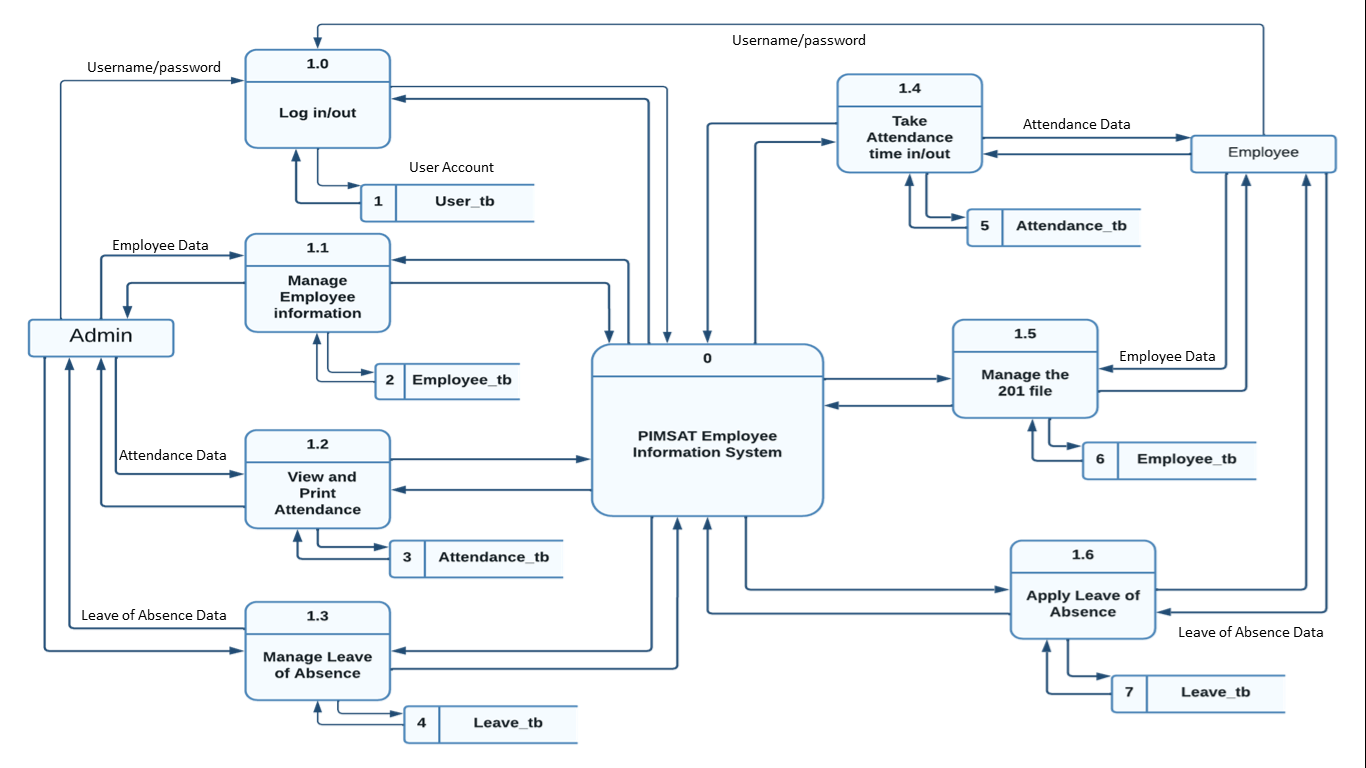 Username/password
Username/password
1.0
Log in/out
User Account
1
User_tb
1.4
Take
Attendance
time in/out
Attendance Data
Employee
5
Attendance_tb
Employee Data
1.1
Manage
Employee
information
Admin
2
Employee_tb
0
PIMSAT Employee
Information System
1.5
Manage the
201 file
Employee Data
6
Employee_tb
1.2
View and
Print
Attendance
Attendance Data
3
Attendance_tb
1.6
Apply Leave of
Absence
Leave of Absence Data
7
Leave_tb
Leave of Absence Data
1.3
Manage Leave
of Absence
4
Leave_tb